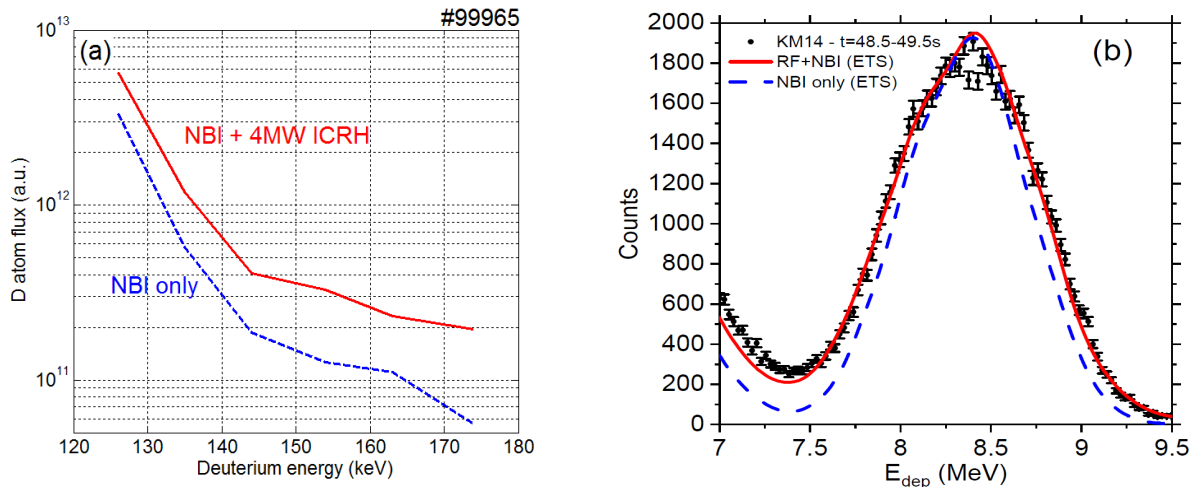 #99965
(a)
NBI + 4MW ICRH
NBI only
D atom flux (a.u.)
10^13
10^12
10^11
120 130 140 150 160 170 180
Deuterium energy (keV)
(b)
KM14 - t=48.5-49.5s
RF+NBI (ETS)
NBI only (ETS)
Counts
2000
1800
1600
1400
1200
1000
800
600
400
200
0
7 7.5 8 8.5 9 9.5
E_dep (MeV)